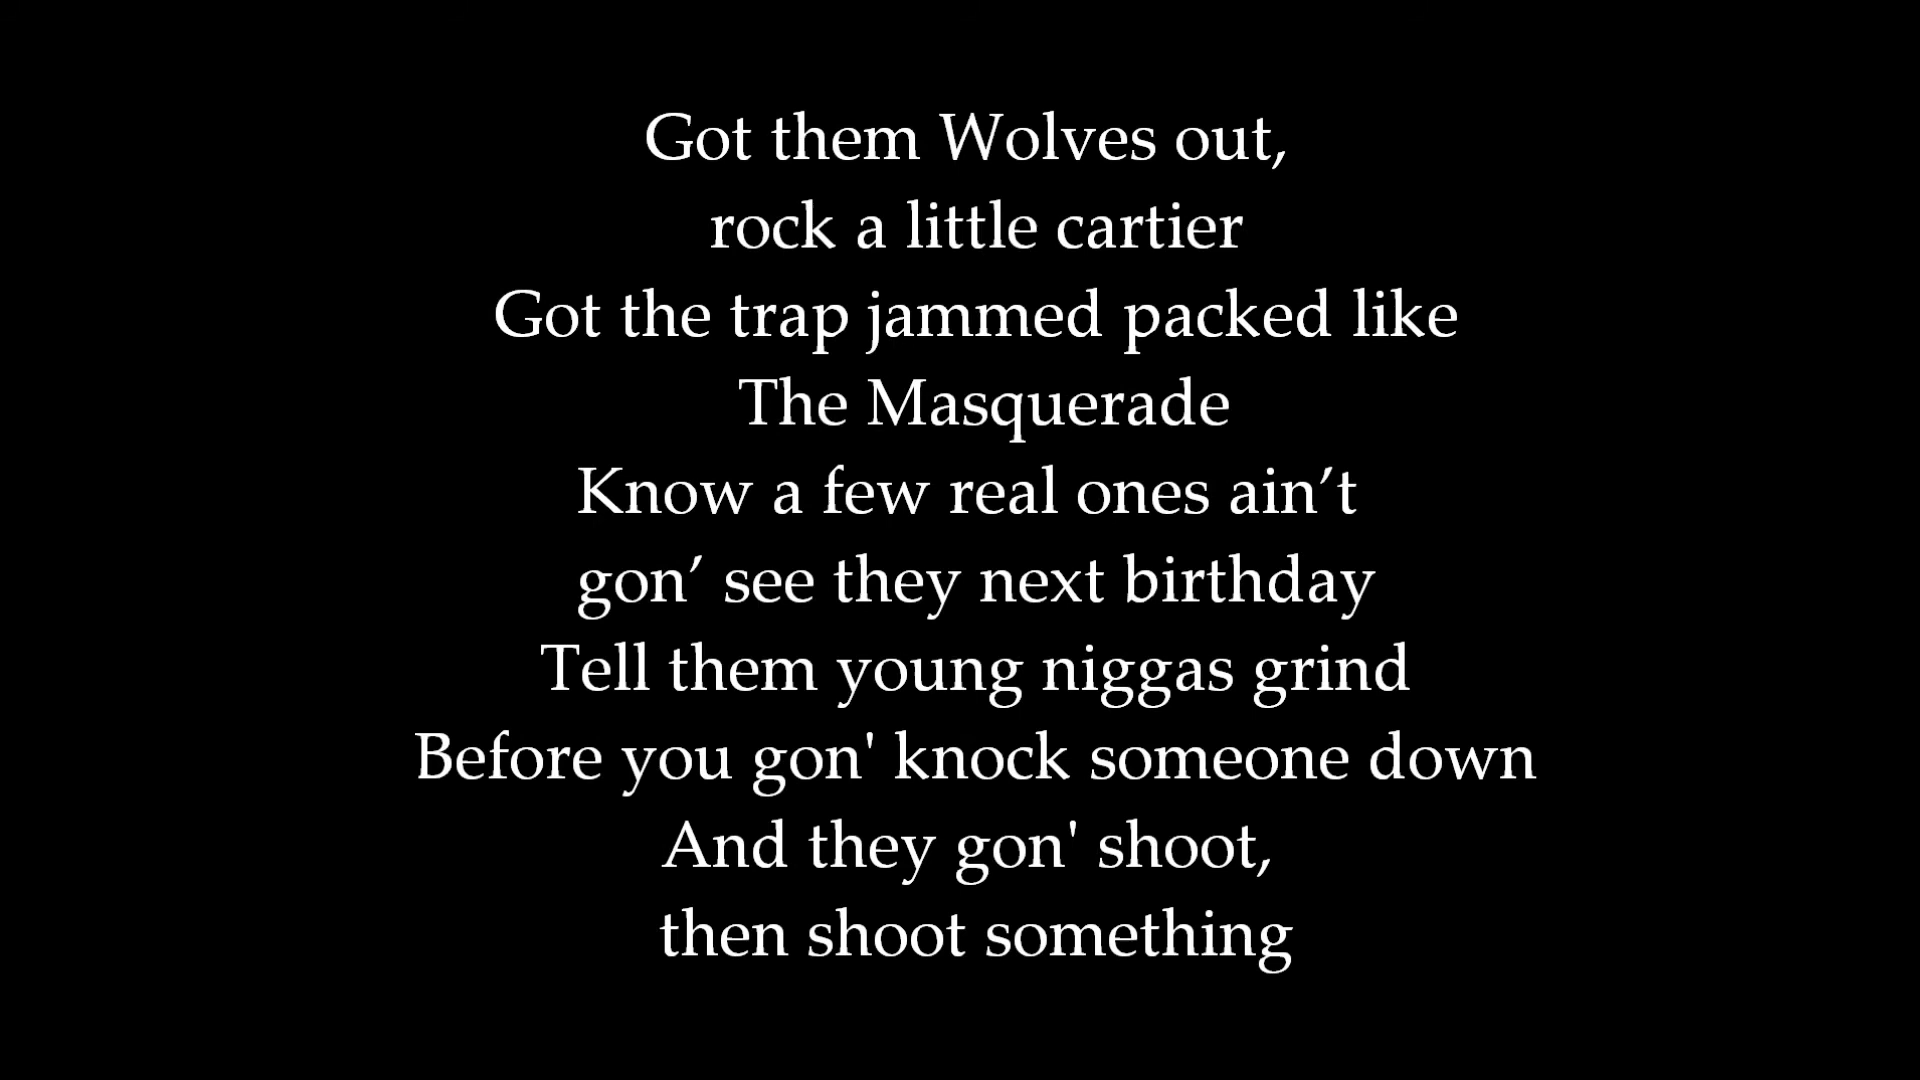 Got them Wolves out,
rock a little cartier
Got the trap jammed packed like
The Masquerade
Know a few real ones ain’t
gon’ see they next birthday
Tell them young niggas grind
Before you gon' knock someone down
And they gon' shoot,
then shoot something